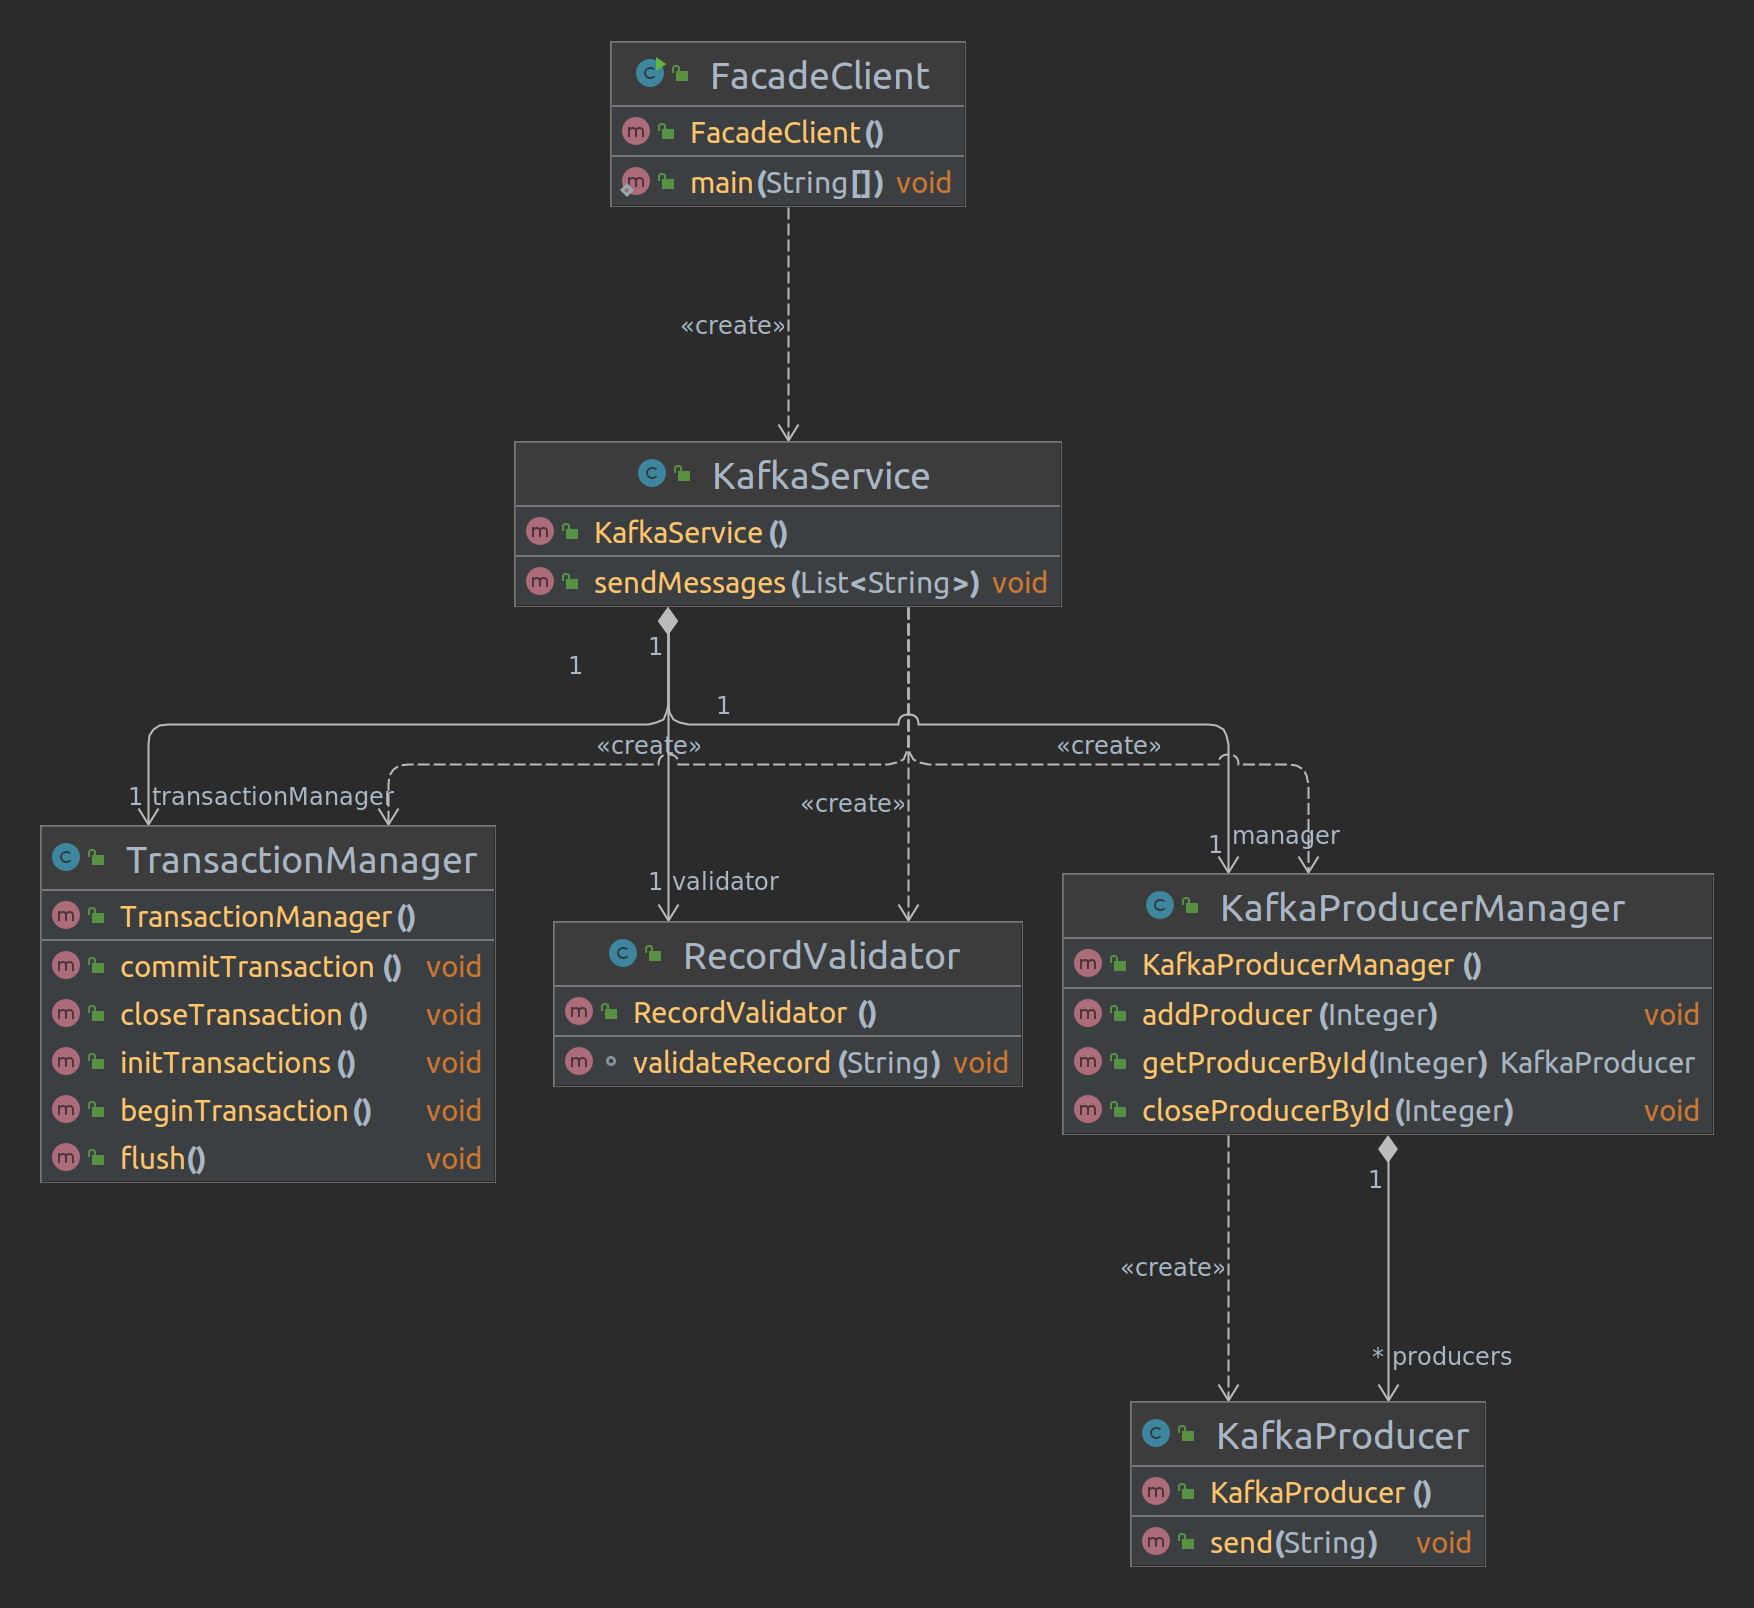 FacadeClient
FacadeClient()
main(String[]) void
«create»
KafkaService
KafkaService()
sendMessages(List<String>) void
1
1
1
«create»
«create»
«create»
1 transactionManager
1 validator
1 manager
TransactionManager
TransactionManager()
commitTransaction() void
closeTransaction() void
initTransactions() void
beginTransaction() void
flush() void
RecordValidator
RecordValidator()
validateRecord(String) void
KafkaProducerManager
KafkaProducerManager()
addProducer(Integer) void
getProducerById(Integer) KafkaProducer
closeProducerById(Integer) void
1
«create»
* producers
KafkaProducer
KafkaProducer()
send(String) void